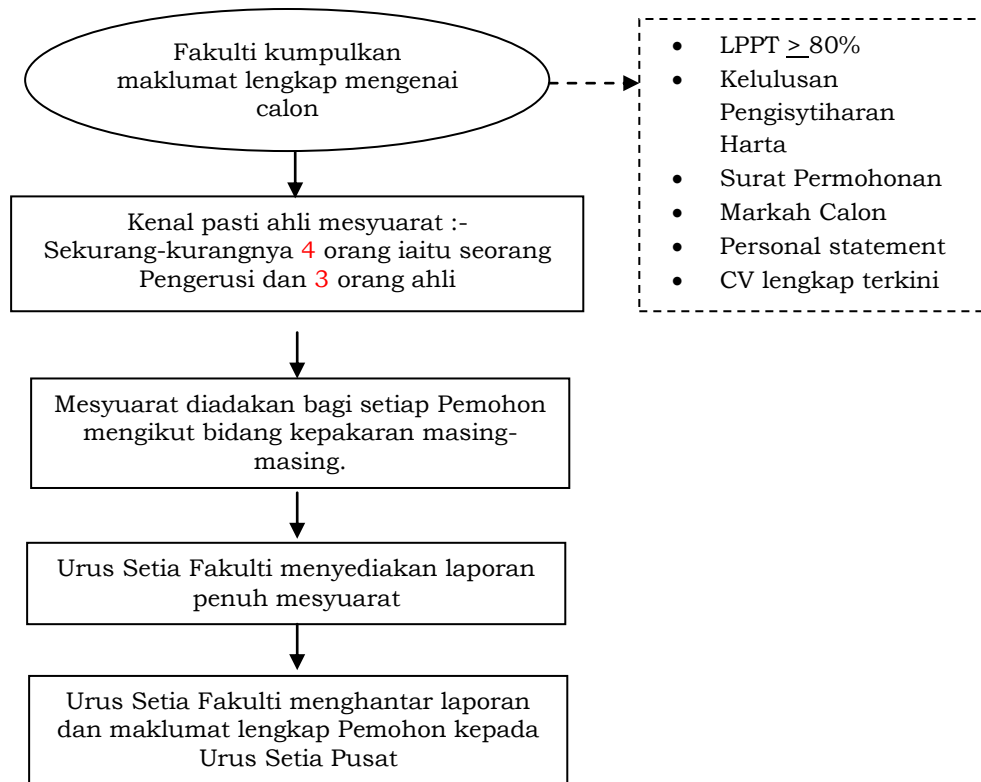 Fakulti kumpulkan
maklumat lengkap mengenai
calon
• LPPT > 80%
• Kelulusan
Pengisytiharan
Harta
• Surat Permohonan
• Markah Calon
• Personal statement
• CV lengkap terkini
Kenal pasti ahli mesyuarat :-
Sekurang-kurangnya 4 orang iaitu seorang
Pengerusi dan 3 orang ahli
Mesyuarat diadakan bagi setiap Pemohon
mengikut bidang kepakaran masing-
masing.
Urus Setia Fakulti menyediakan laporan
penuh mesyuarat
Urus Setia Fakulti menghantar laporan
dan maklumat lengkap Pemohon kepada
Urus Setia Pusat